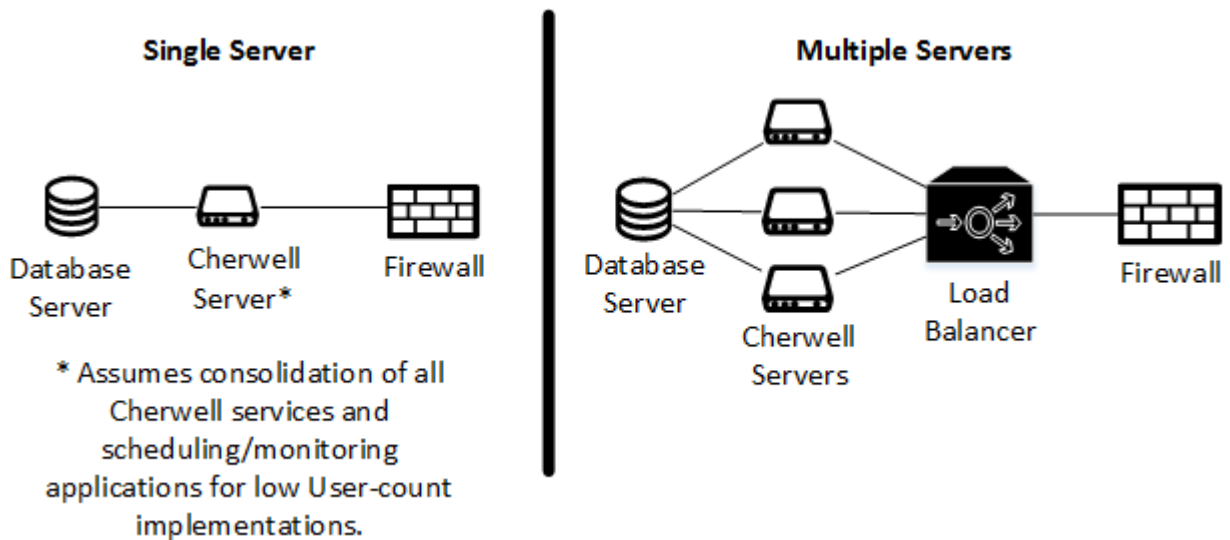 Single Server
Database
Server
Cherwell
Server*
Firewall
* Assumes consolidation of all
Cherwell services and
scheduling/monitoring
applications for low User-count
implementations.
Multiple Servers
Database
Server
Cherwell
Servers
Load
Balancer
Firewall